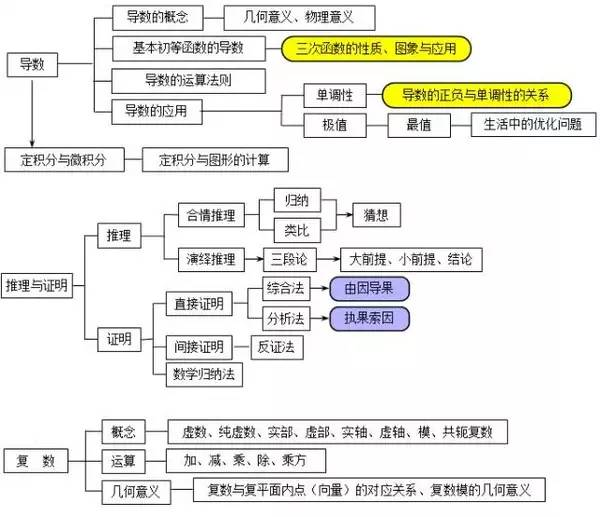 导数的概念
几何意义、物理意义
基本初等函数的导数
三次函数的性质、图象与应用
导数
导数的运算法则
单调性
导数的正负与单调性的关系
导数的应用
极值
最值
生活中的优化问题
定积分与微积分
定积分与图形的计算
归纳
合情推理
猜想
类比
推理
演绎推理
三段论
大前提、小前提、结论
推理与证明
综合法
由因导果
直接证明
分析法
执果索因
证明
间接证明
反证法
数学归纳法
概念
虚数、纯虚数、实部、虚部、实轴、虚轴、模、共轭复数
复 数
运算
加、减、乘、除、乘方
几何意义
复数与复平面内点（向量）的对应关系、复数模的几何意义